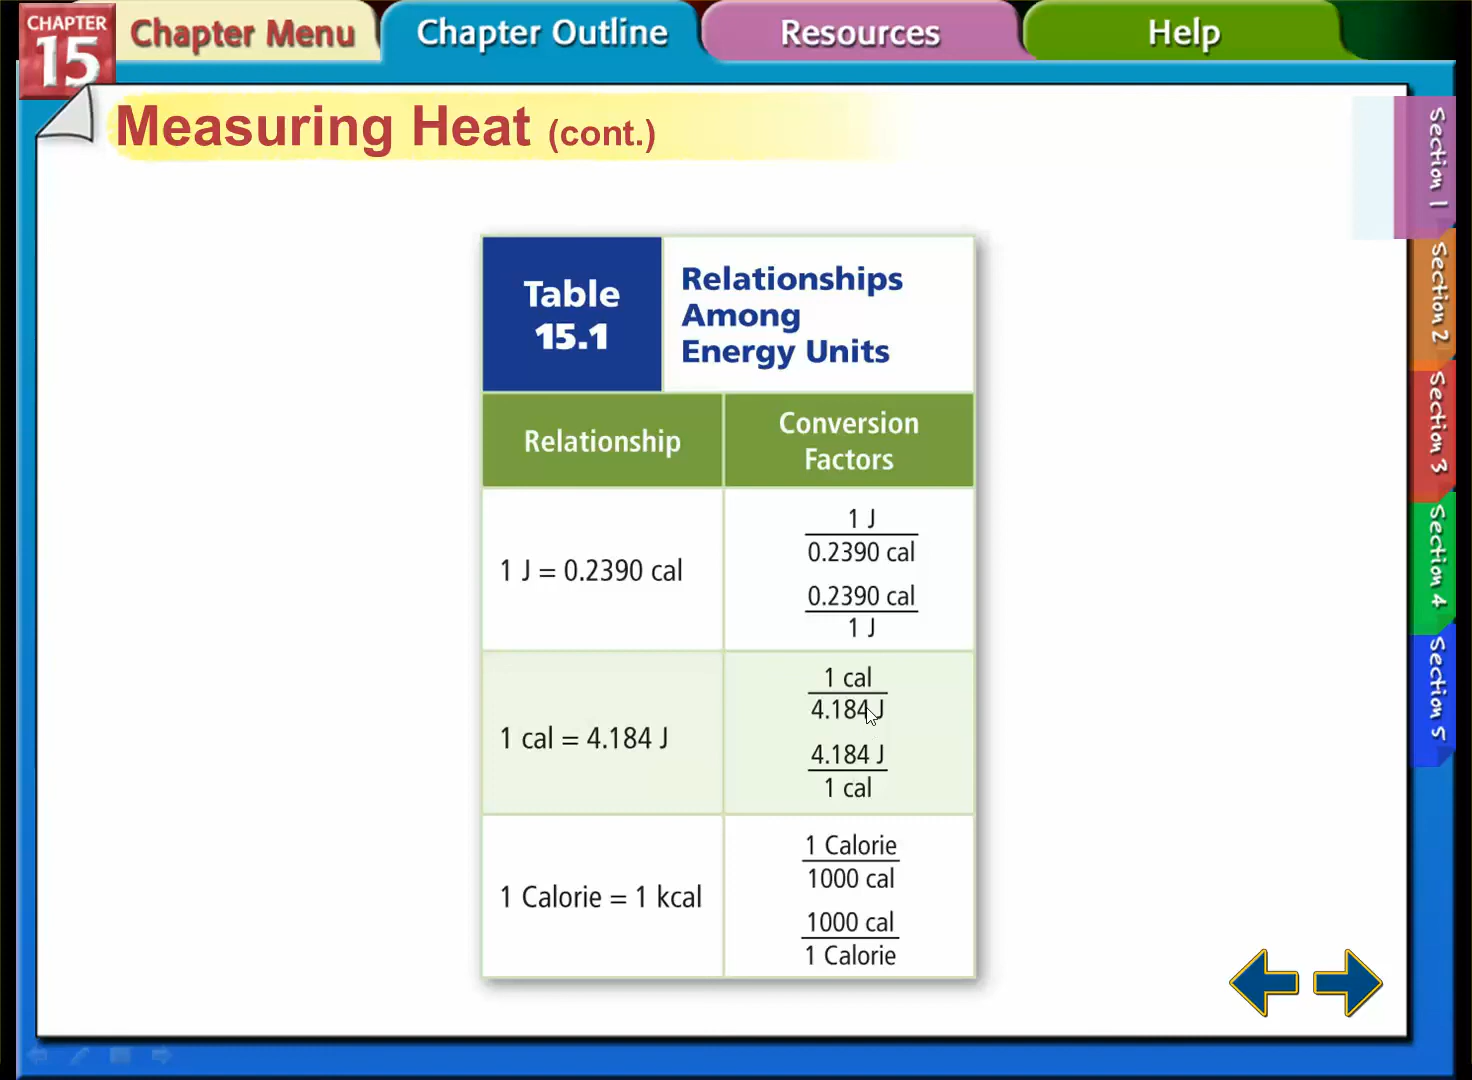 CHAPTER
15
Chapter Menu
Chapter Outline
Resources
Help
Measuring Heat (cont.)
Section 1
Section 2
Section 3
Section 4
Section 5
Table
15.1
Relationships
Among
Energy Units
Relationship
Conversion
Factors
1 J = 0.2390 cal
1 J
0.2390 cal
0.2390 cal
1 J
1 cal = 4.184 J
1 cal
4.184 J
4.184 J
1 cal
1 Calorie = 1 kcal
1 Calorie
1000 cal
1000 cal
1 Calorie